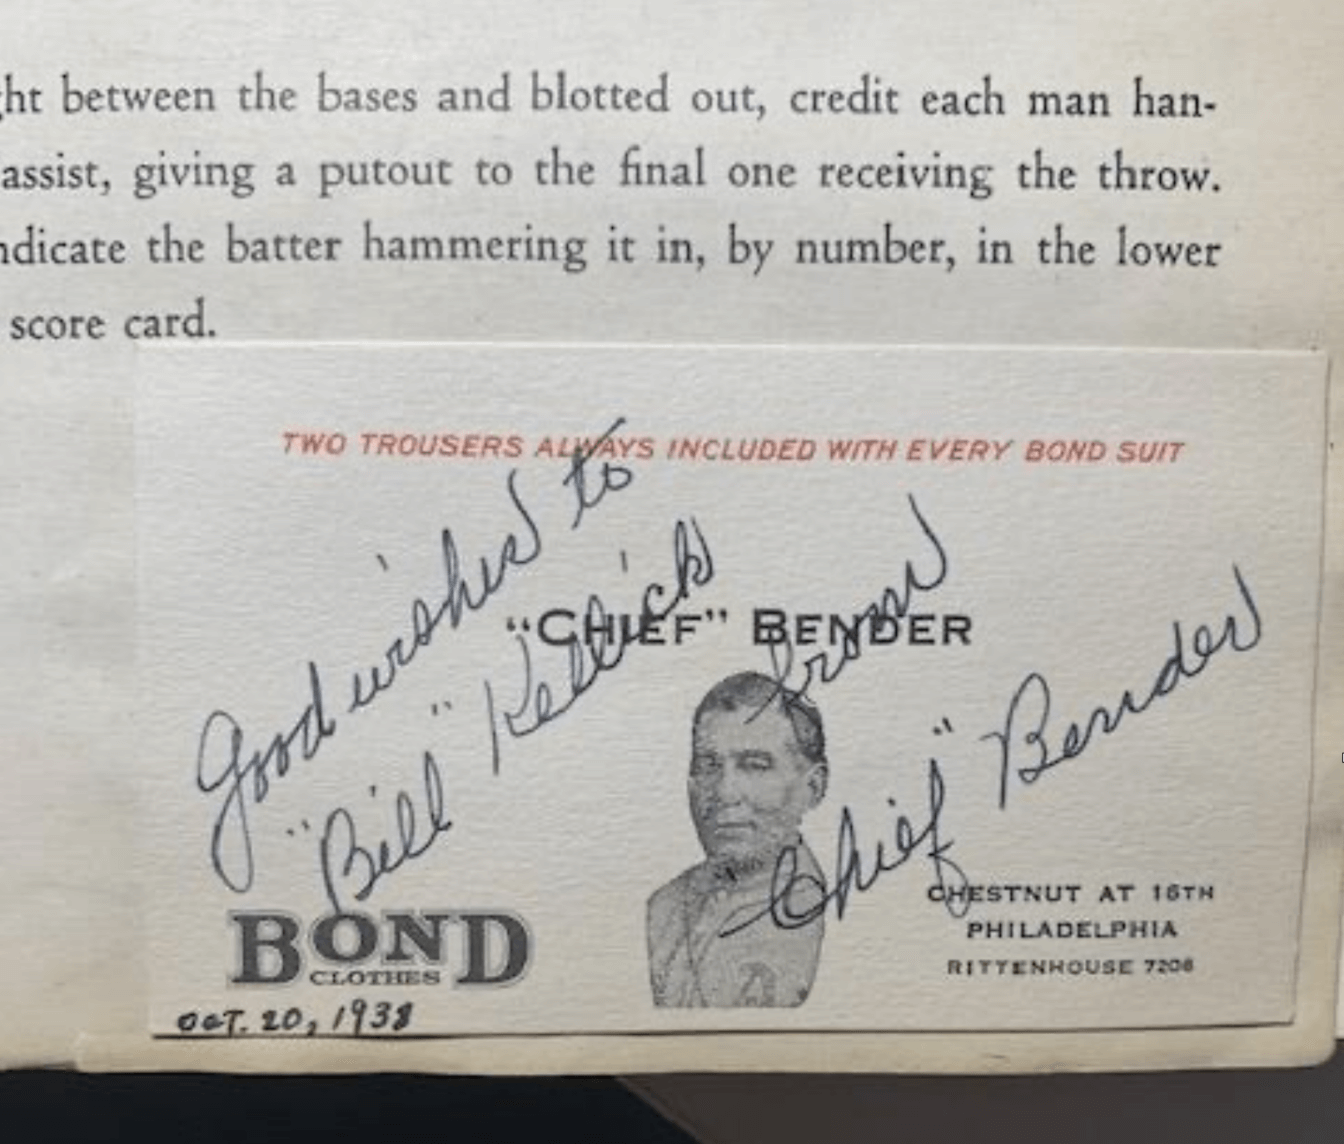 ht between the bases and blotted out, credit each man han-
assist, giving a putout to the final one receiving the throw.
ndicate the batter hammering it in, by number, in the lower
score card.
TWO TROUSERS ALWAYS INCLUDED WITH EVERY BOND SUIT
Good wishes to
"Bill" Kellick
from
"Chief" Bender
"CHIEF" BENDER
BOND
CLOTHES
CHESTNUT AT 16TH
PHILADELPHIA
RITTENHOUSE 7206
OCT. 20, 1938